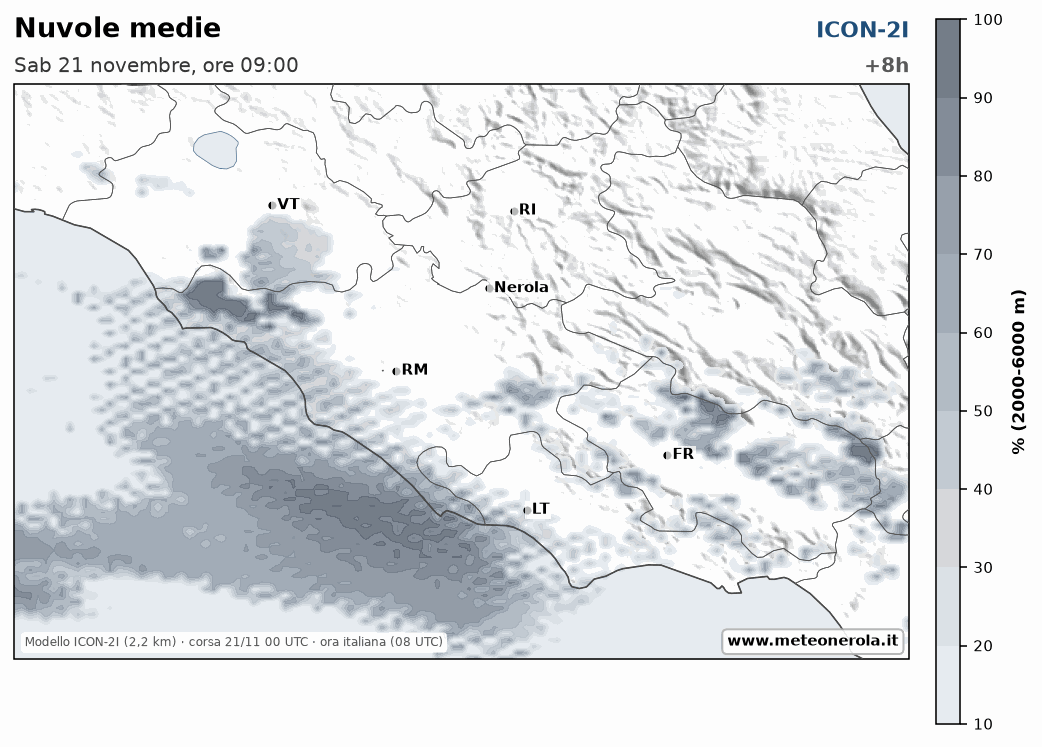 Nuvole medie
ICON-2I
Sab 21 novembre, ore 09:00
+8h
VT
RI
Nerola
RM
FR
LT
Modello ICON-2I (2,2 km) · corsa 21/11 00 UTC · ora italiana (08 UTC)
www.meteonerola.it
100
90
80
70
60
50
40
30
20
10
% (2000-6000 m)